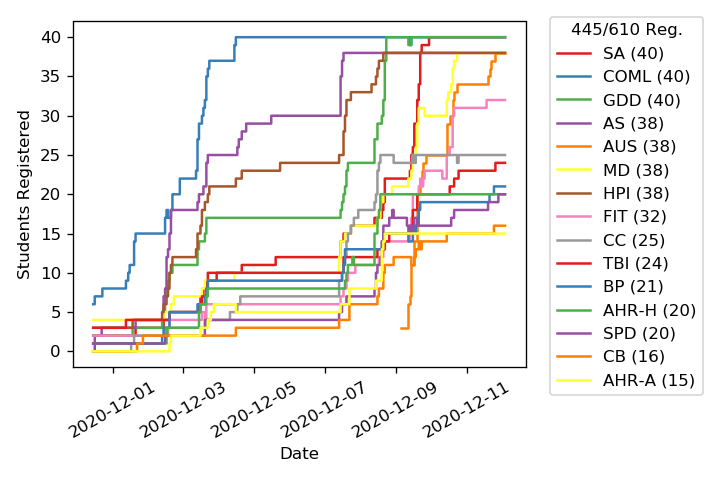 445/610 Reg.
SA (40)
COML (40)
GDD (40)
AS (38)
AUS (38)
MD (38)
HPI (38)
FIT (32)
CC (25)
TBI (24)
BP (21)
AHR-H (20)
SPD (20)
CB (16)
AHR-A (15)
Students Registered
40
35
30
25
20
15
10
5
0
2020-12-01
2020-12-03
2020-12-05
2020-12-07
2020-12-09
2020-12-11
Date